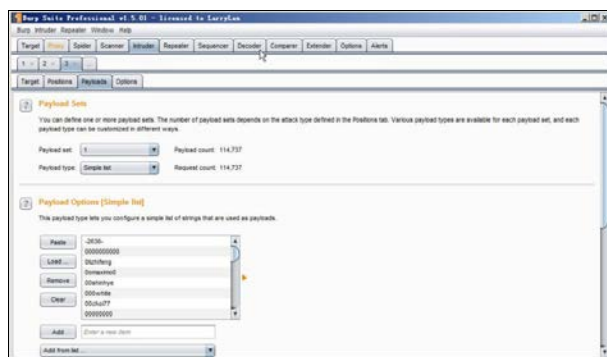 Burp Suite Professional v1.5.01 - licensed to LarryLau
Burp Intruder Repeater Window Help
Target Proxy Spider Scanner Intruder Repeater Sequencer Decoder Comparer Extender Options Alerts
1 × 2 × 3 × ...
Target Positions Payloads Options
? Payload Sets
You can define one or more payload sets. The number of payload sets depends on the attack type defined in the Positions tab. Various payload types are available for each payload set, and each
payload type can be customized in different ways.
Payload set: 1 Payload count: 114,737
Payload type: Simple list Request count: 114,737
? Payload Options [Simple list]
This payload type lets you configure a simple list of strings that are used as payloads.
Paste
Load ...
Remove
Clear
-2636-
0000000000
000white
00000000
Add Enter a new item
Add from list ...